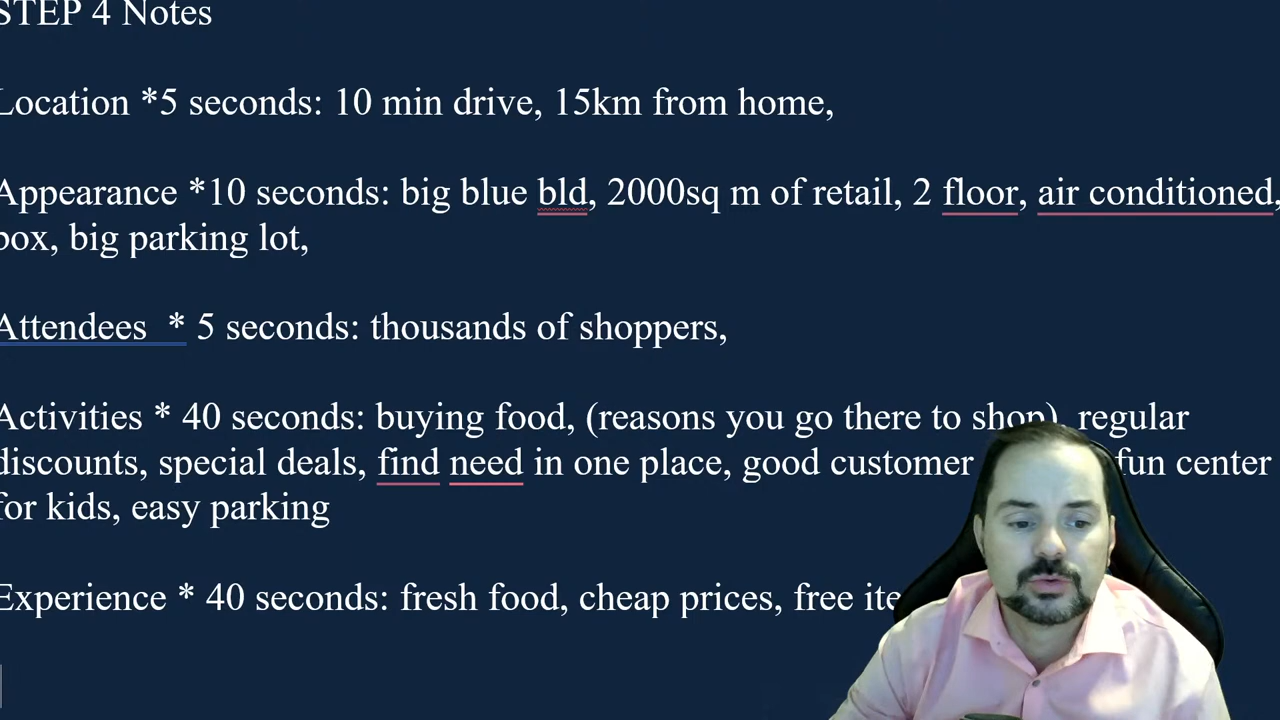 STEP 4 Notes
Location *5 seconds: 10 min drive, 15km from home,
Appearance *10 seconds: big blue bld, 2000sq m of retail, 2 floor, air conditioned,
box, big parking lot,
Attendees * 5 seconds: thousands of shoppers,
Activities * 40 seconds: buying food, (reasons you go there to shop), regular
discounts, special deals, find need in one place, good customer fun center
for kids, easy parking
Experience * 40 seconds: fresh food, cheap prices, free